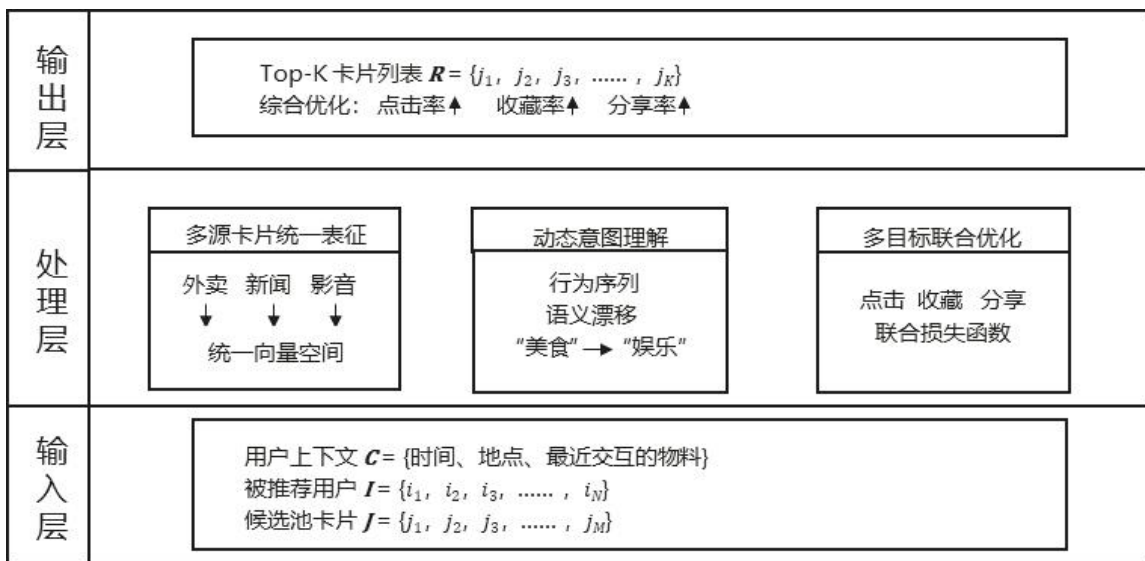 输出层
Top-K 卡片列表 R = {j₁, j₂, j₃, ……, j_K}
综合优化: 点击率↑ 收藏率↑ 分享率↑
处理层
多源卡片统一表征
外卖 新闻 影音
↓ ↓ ↓
统一向量空间
动态意图理解
行为序列
语义漂移
“美食”→“娱乐”
多目标联合优化
点击 收藏 分享
联合损失函数
输入层
用户上下文 C = {时间、地点、最近交互的物料}
被推荐用户 I = {i₁, i₂, i₃, ……, i_N}
候选池卡片 J = {j₁, j₂, j₃, ……, j_M}